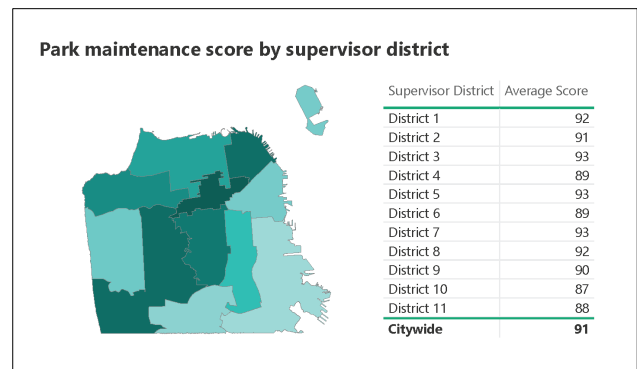 Park maintenance score by supervisor district
Supervisor District Average Score
District 1 92
District 2 91
District 3 93
District 4 89
District 5 93
District 6 89
District 7 93
District 8 92
District 9 90
District 10 87
District 11 88
Citywide 91